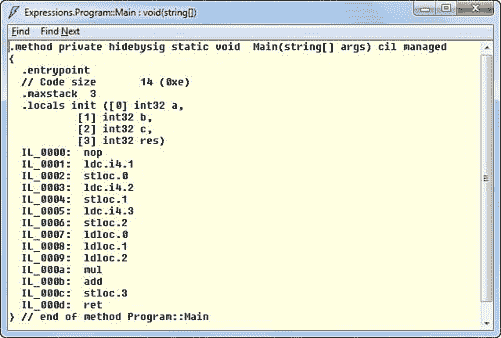 Expressions.Program::Main : void(string[])
Find Find Next
.method private hidebysig static void  Main(string[] args) cil managed
{
  .entrypoint
  // Code size       14 (0xe)
  .maxstack  3
  .locals init ([0] int32 a,
           [1] int32 b,
           [2] int32 c,
           [3] int32 res)
  IL_0000:  nop
  IL_0001:  ldc.i4.1
  IL_0002:  stloc.0
  IL_0003:  ldc.i4.2
  IL_0004:  stloc.1
  IL_0005:  ldc.i4.3
  IL_0006:  stloc.2
  IL_0007:  ldloc.0
  IL_0008:  ldloc.1
  IL_0009:  ldloc.2
  IL_000a:  mul
  IL_000b:  add
  IL_000c:  stloc.3
  IL_000d:  ret
} // end of method Program::Main